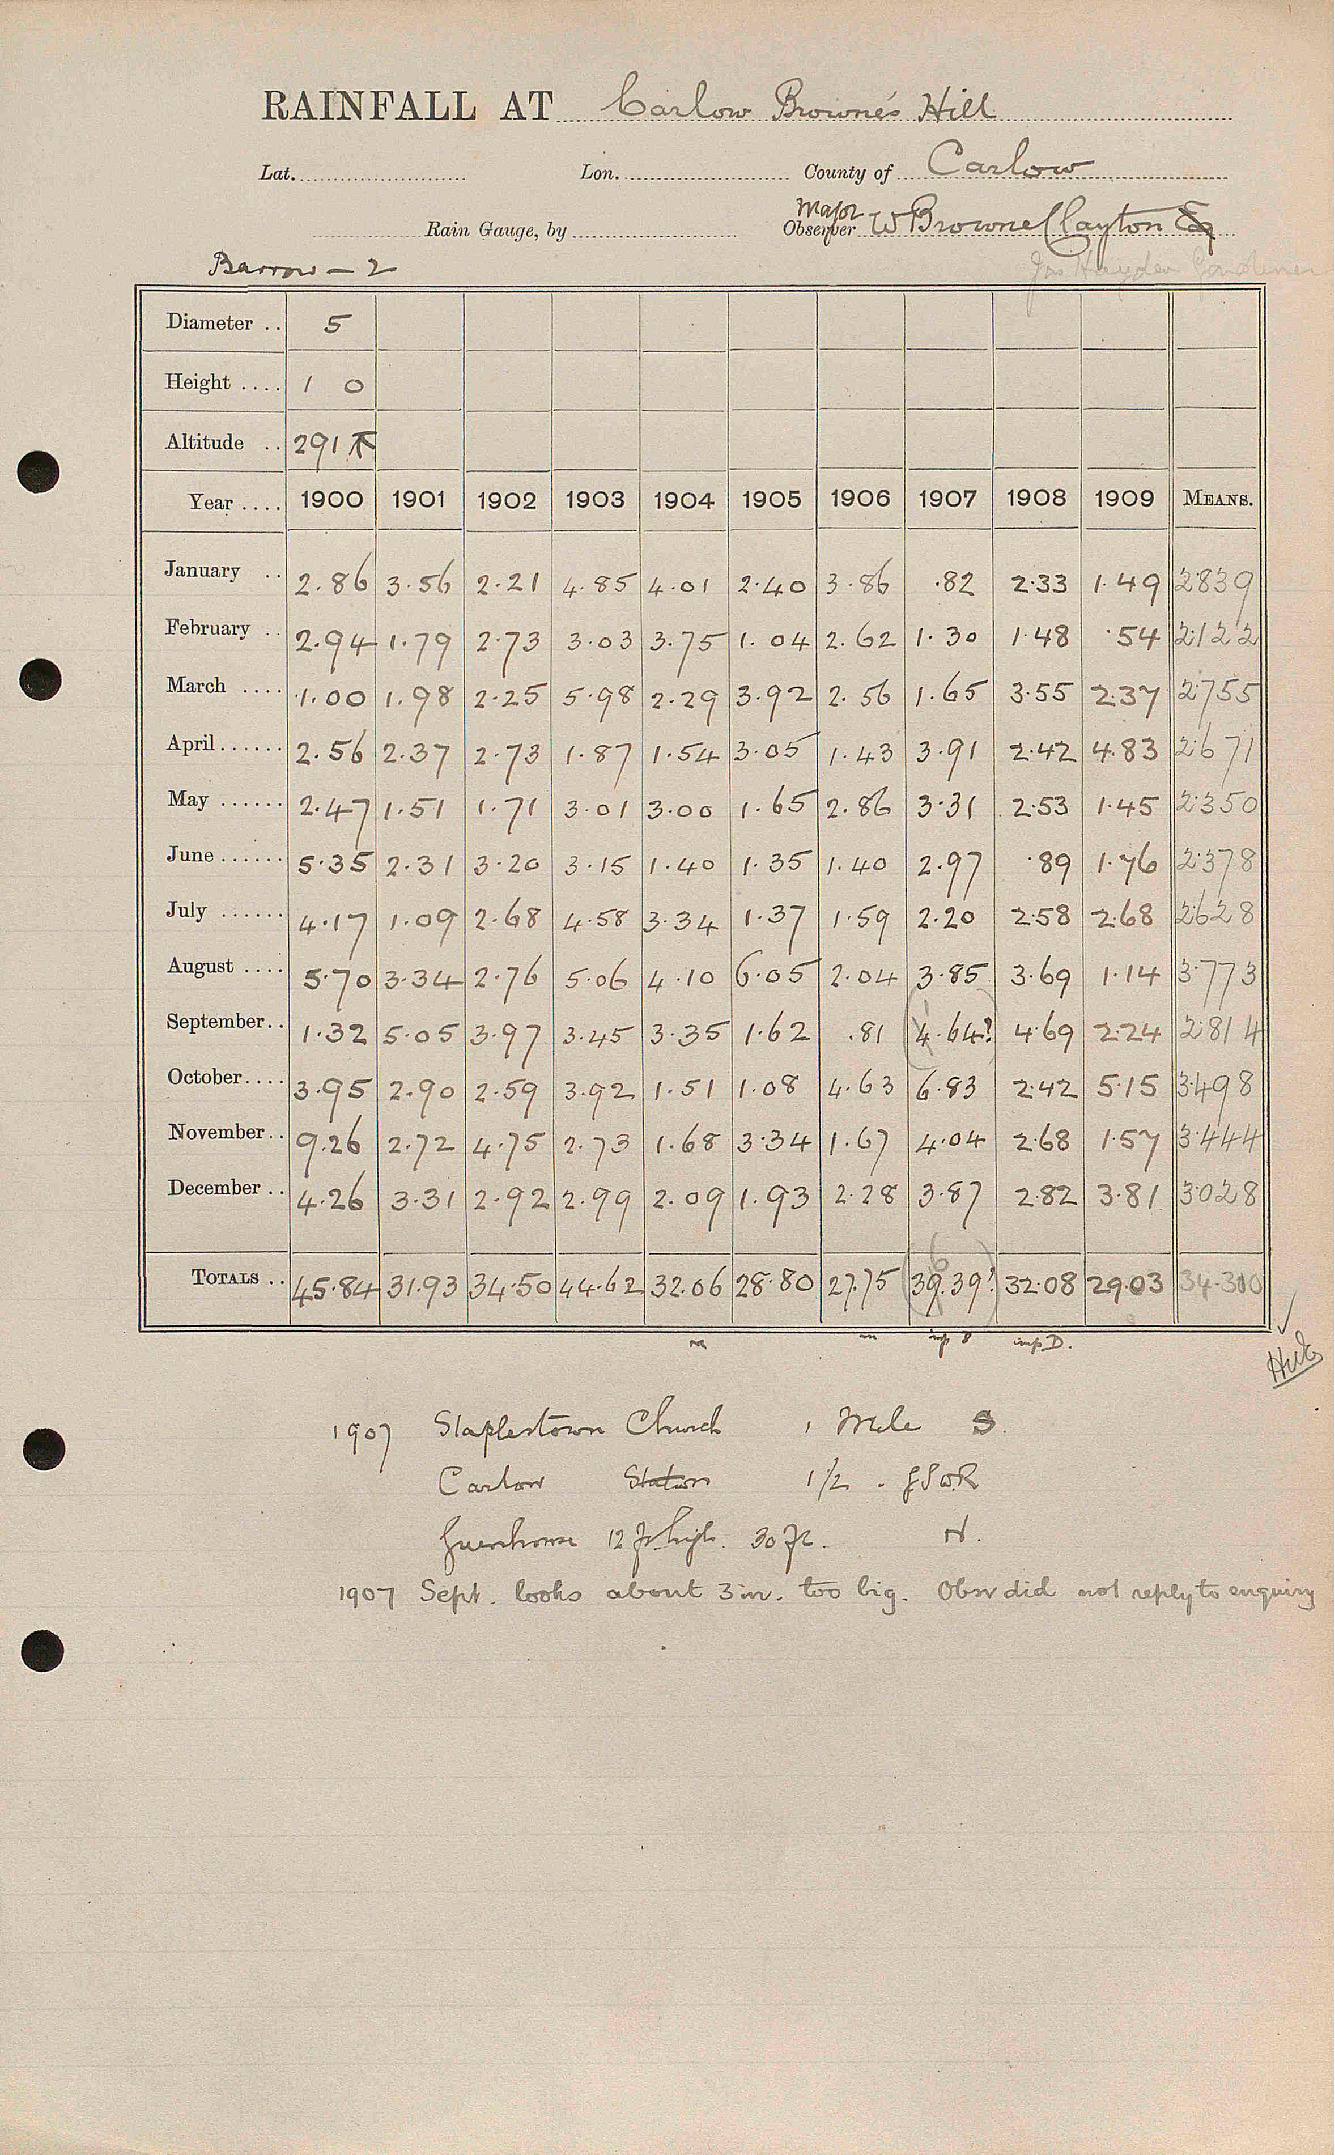 RAINFALL AT Carlow Browne's Hill
Lat. Lon. County of Carlow
Rain Gauge, by Observer Major W Browne Clayton Esq
Barrow — 2 Jas Hayden Gardener
Diameter .. 5
Height .... 1 0
Altitude .. 291
Year .... 1900 1901 1902 1903 1904 1905 1906 1907 1908 1909 MEANS.
January .. 2.86 3.56 2.21 4.85 4.01 2.40 3.86 .82 2.33 1.49 2.839
February .. 2.94 1.79 2.73 3.03 3.75 1.04 2.62 1.30 1.48 .54 2.122
March .... 1.00 1.98 2.25 5.98 2.29 3.92 2.56 1.65 3.55 2.37 2.755
April ...... 2.56 2.37 2.73 1.87 1.54 3.05 1.43 3.91 2.42 4.83 2.671
May ...... 2.47 1.51 1.71 3.01 3.00 1.65 2.86 3.31 2.53 1.45 2.350
June ...... 5.35 2.31 3.20 3.15 1.40 1.35 1.40 2.97 .89 1.76 2.378
July ...... 4.17 1.09 2.68 4.58 3.34 1.37 1.59 2.20 2.58 2.68 2.628
August .... 5.70 3.34 2.76 5.06 4.10 6.05 2.04 3.85 3.69 1.14 3.773
September .. 1.32 5.05 3.97 3.45 3.35 1.62 .81 (4.64?) 4.69 2.24 2.814
October .... 3.95 2.90 2.59 3.92 1.51 1.08 4.63 6.83 2.42 5.15 3.498
November .. 9.26 2.72 4.75 2.73 1.68 3.34 1.67 4.04 2.68 1.57 3.444
December .. 4.26 3.31 2.92 2.99 2.09 1.93 2.28 3.87 2.82 3.81 3.028
6
TOTALS .. 45.84 31.93 34.50 44.62 32.06 28.80 27.75 (39.39?) 32.08 29.03 34.300
imp D.
1907 Staplestown Church 1 Mile S.
Carlow Station 1 1/2 . GS&WR
Greenhouse 12 ft high. 30 ft. N.
1907 Sept. looks about 3 in. too big. Obsr did not reply to enquiry